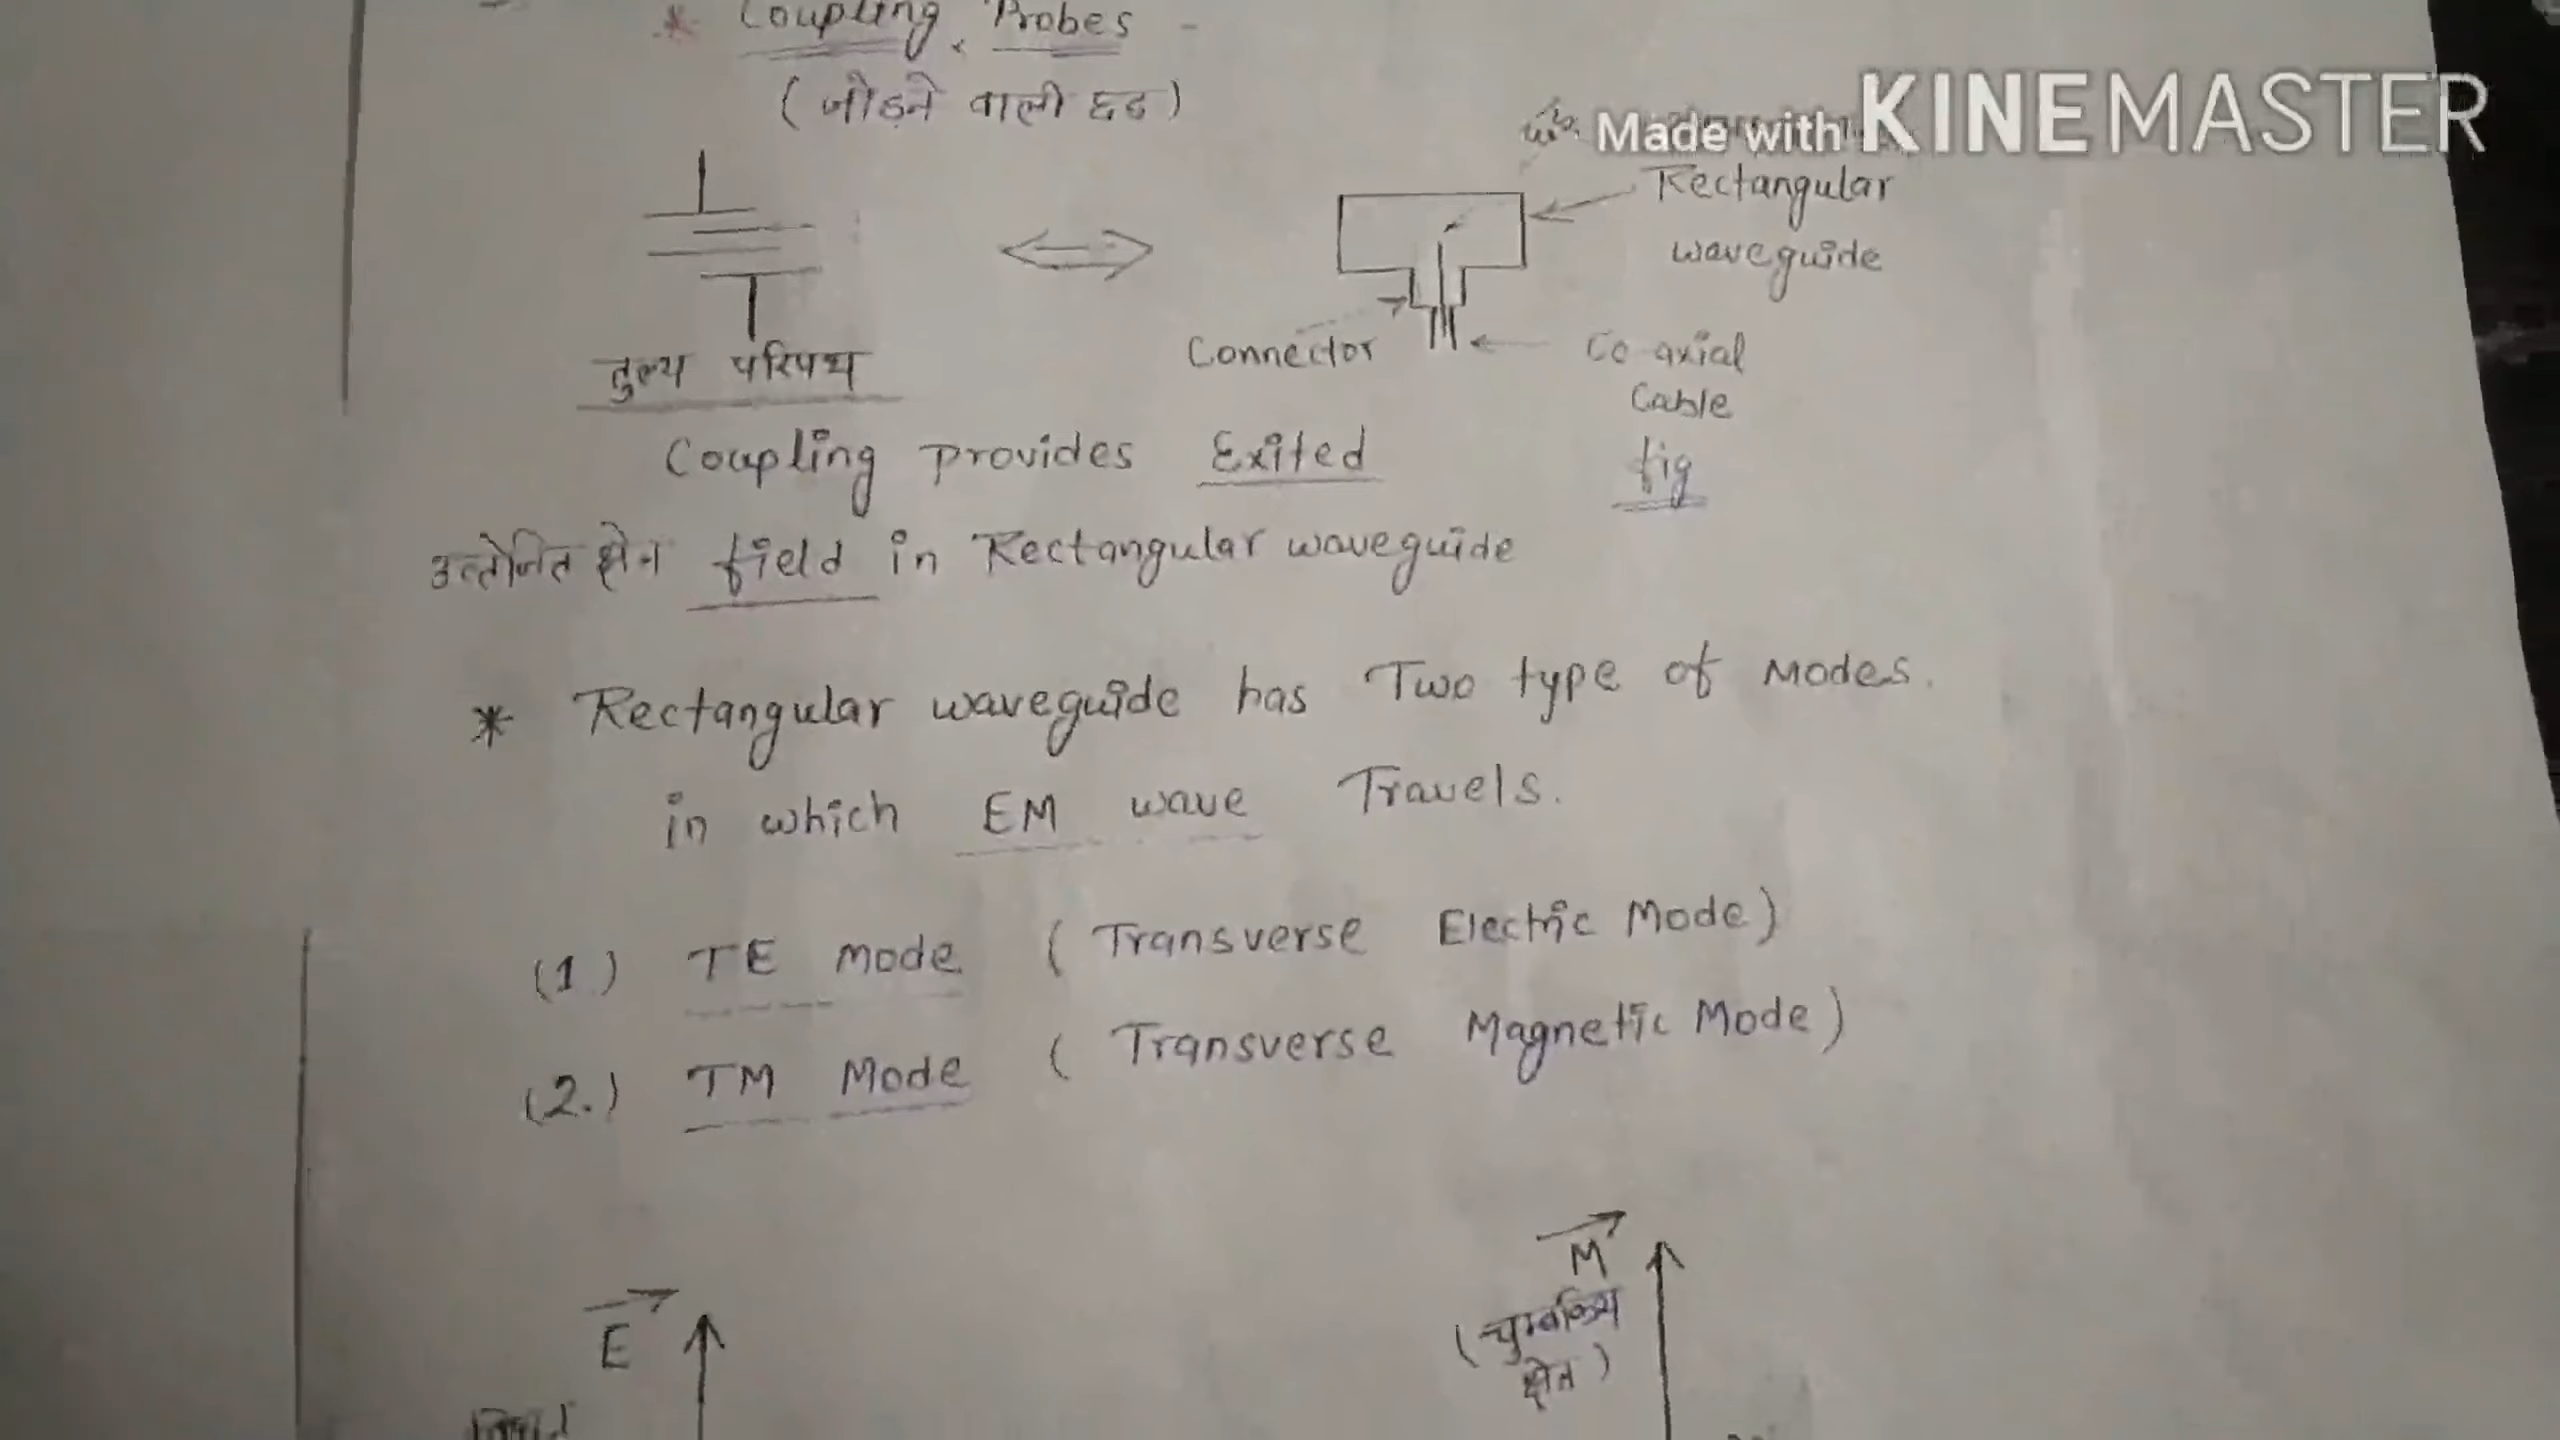 * Coupling Probes -
(जोड़ने वाली छड)
Made with KINEMASTER
Rectangular
waveguide
Connector
Co-axial
Cable
fig
तुल्य परिपथ
Coupling provides Exited
उत्तेजित क्षेत्र field in Rectangular waveguide
* Rectangular waveguide has Two type of Modes.
in which EM wave Travels.
(1.) TE mode (Transverse Electric Mode)
(2.) TM Mode (Transverse Magnetic Mode)
M
(चुम्बकिय
क्षेत्र)
E